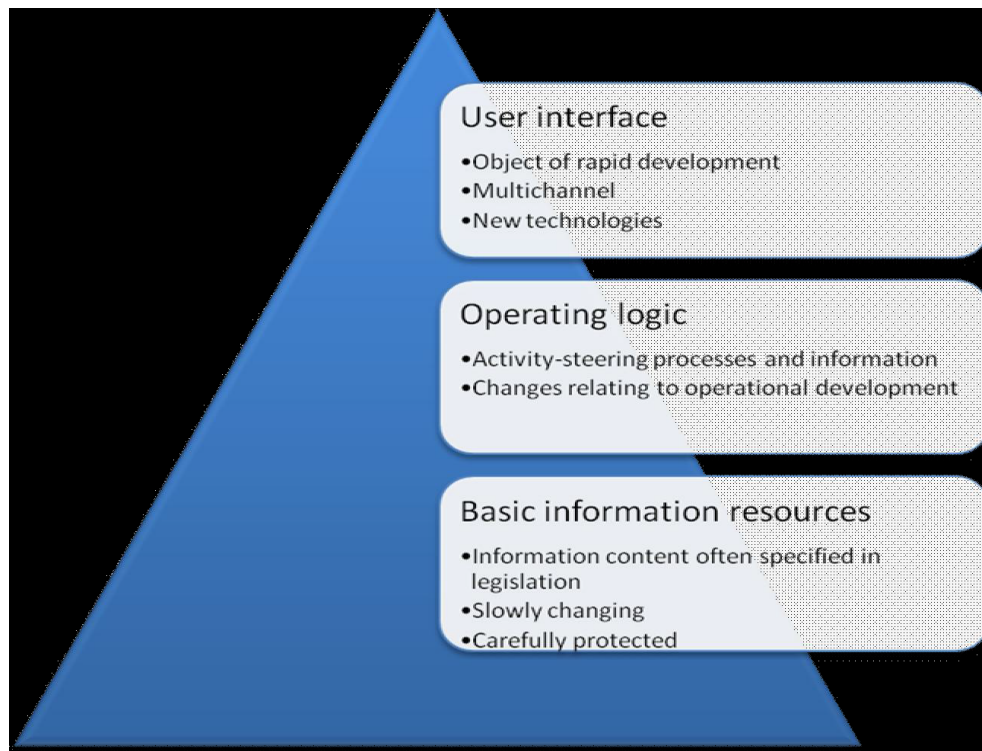 User interface
•Object of rapid development
•Multichannel
•New technologies
Operating logic
•Activity-steering processes and information
•Changes relating to operational development
Basic information resources
•Information content often specified in
legislation
•Slowly changing
•Carefully protected